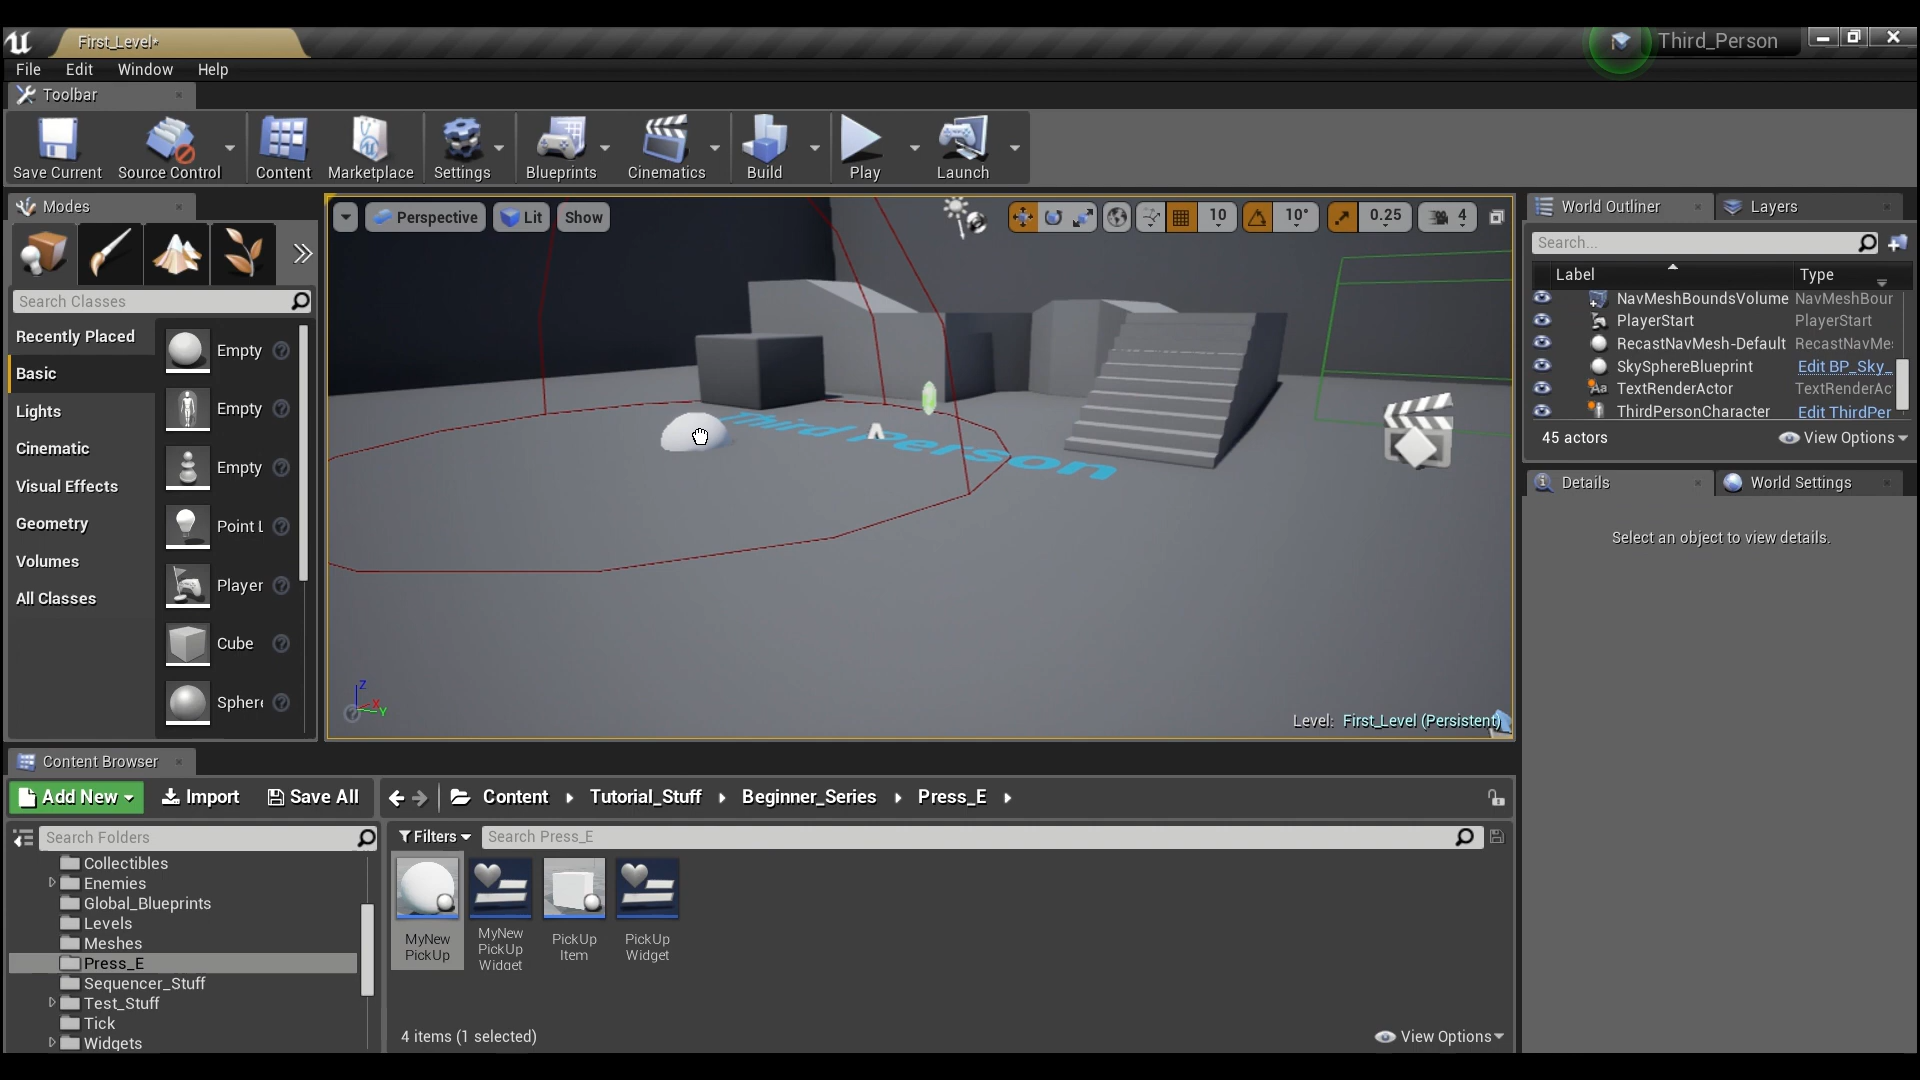 First_Level*
Third_Person
File Edit Window Help
Toolbar
Save Current Source Control Content Marketplace Settings Blueprints Cinematics Build Play Launch
Modes
Perspective Lit Show
10 10° 0.25 4
World Outliner Layers
Search...
Label Type
Search Classes
Recently Placed
Basic
Lights
Cinematic
Visual Effects
Geometry
Volumes
All Classes
Empty
Empty
Empty
Point L
Player
Cube
Sphere
Third Person
Z
X
Y
Level: First_Level (Persistent)
NavMeshBoundsVolume NavMeshBour
PlayerStart PlayerStart
RecastNavMesh-Default RecastNavMe
SkySphereBlueprint Edit BP_Sky_
TextRenderActor TextRenderAc
ThirdPersonCharacter Edit ThirdPer
45 actors View Options
Details World Settings
Select an object to view details.
Content Browser
Add New Import Save All
Content Tutorial_Stuff Beginner_Series Press_E
Search Folders
Filters Search Press_E
Collectibles
Enemies
Global_Blueprints
Levels
Meshes
Press_E
Sequencer_Stuff
Test_Stuff
Tick
Widgets
MyNew
PickUp
MyNew
PickUp
Widget
PickUp
Item
PickUp
Widget
4 items (1 selected)
View Options